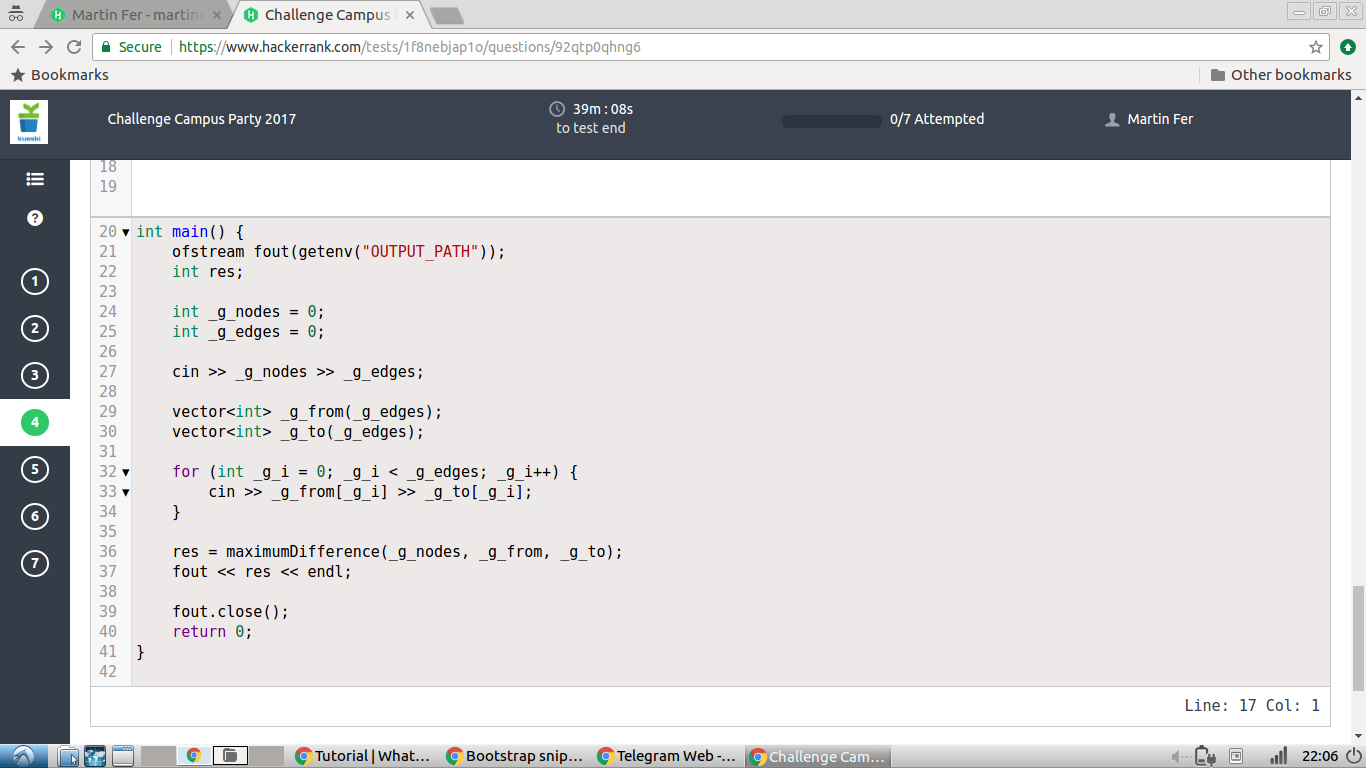 Martin Fer - martin
Challenge Campus
Secure
https://www.hackerrank.com/tests/1f8nebjap1o/questions/92qtp0qhng6
Bookmarks
Other bookmarks
kueski
Challenge Campus Party 2017
39m : 08s
to test end
0/7 Attempted
Martin Fer
1
2
3
4
5
6
7
18
19
20 int main() {
21 ofstream fout(getenv("OUTPUT_PATH"));
22 int res;
23
24 int _g_nodes = 0;
25 int _g_edges = 0;
26
27 cin >> _g_nodes >> _g_edges;
28
29 vector<int> _g_from(_g_edges);
30 vector<int> _g_to(_g_edges);
31
32 for (int _g_i = 0; _g_i < _g_edges; _g_i++) {
33 cin >> _g_from[_g_i] >> _g_to[_g_i];
34 }
35
36 res = maximumDifference(_g_nodes, _g_from, _g_to);
37 fout << res << endl;
38
39 fout.close();
40 return 0;
41 }
42
Line: 17 Col: 1
Tutorial | What...
Bootstrap snip...
Telegram Web -...
Challenge Cam...
22:06